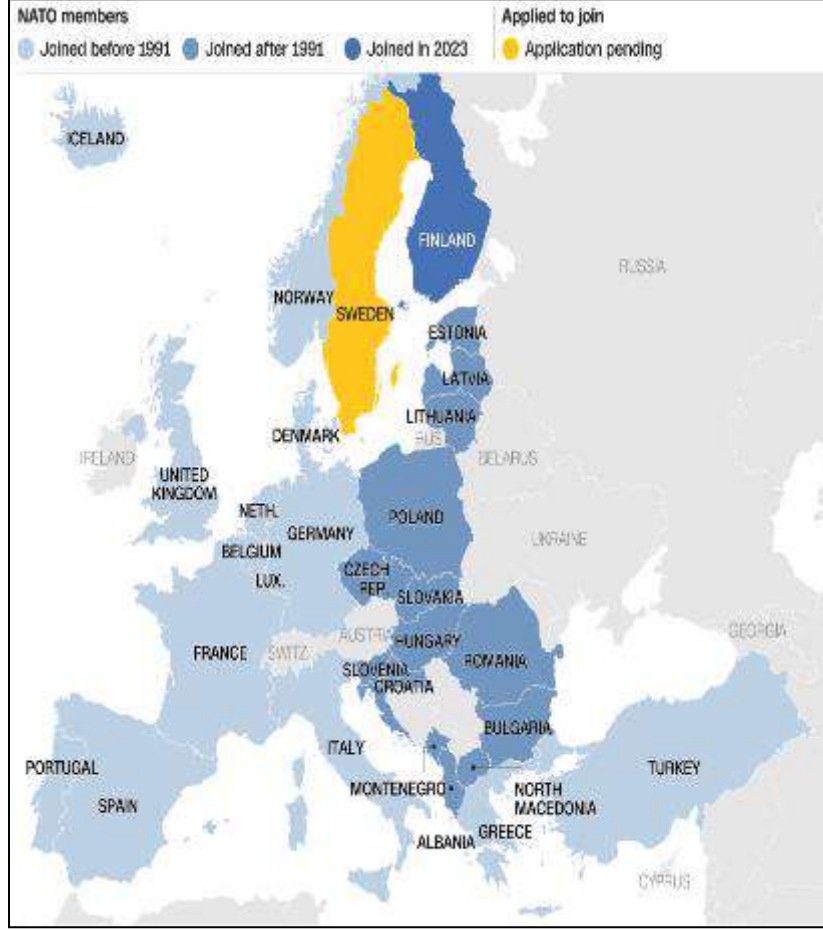 NATO members
Applied to join
Joined before 1991
Joined after 1991
Joined in 2023
Application pending
ICELAND
FINLAND
RUSSIA
NORWAY
SWEDEN
ESTONIA
LATVIA
LITHUANIA
RUS
DENMARK
BELARUS
IRELAND
UNITED
KINGDOM
NETH.
POLAND
GERMANY
UKRAINE
BELGIUM
CZECH
REP
LUX.
SLOVAKIA
GEORGIA
AUSTRIA
HUNGARY
FRANCE
SWITZ.
ROMANIA
SLOVENIA
CROATIA
BULGARIA
ITALY
PORTUGAL
TURKEY
MONTENEGRO
NORTH
MACEDONIA
SPAIN
GREECE
ALBANIA
CYPRUS